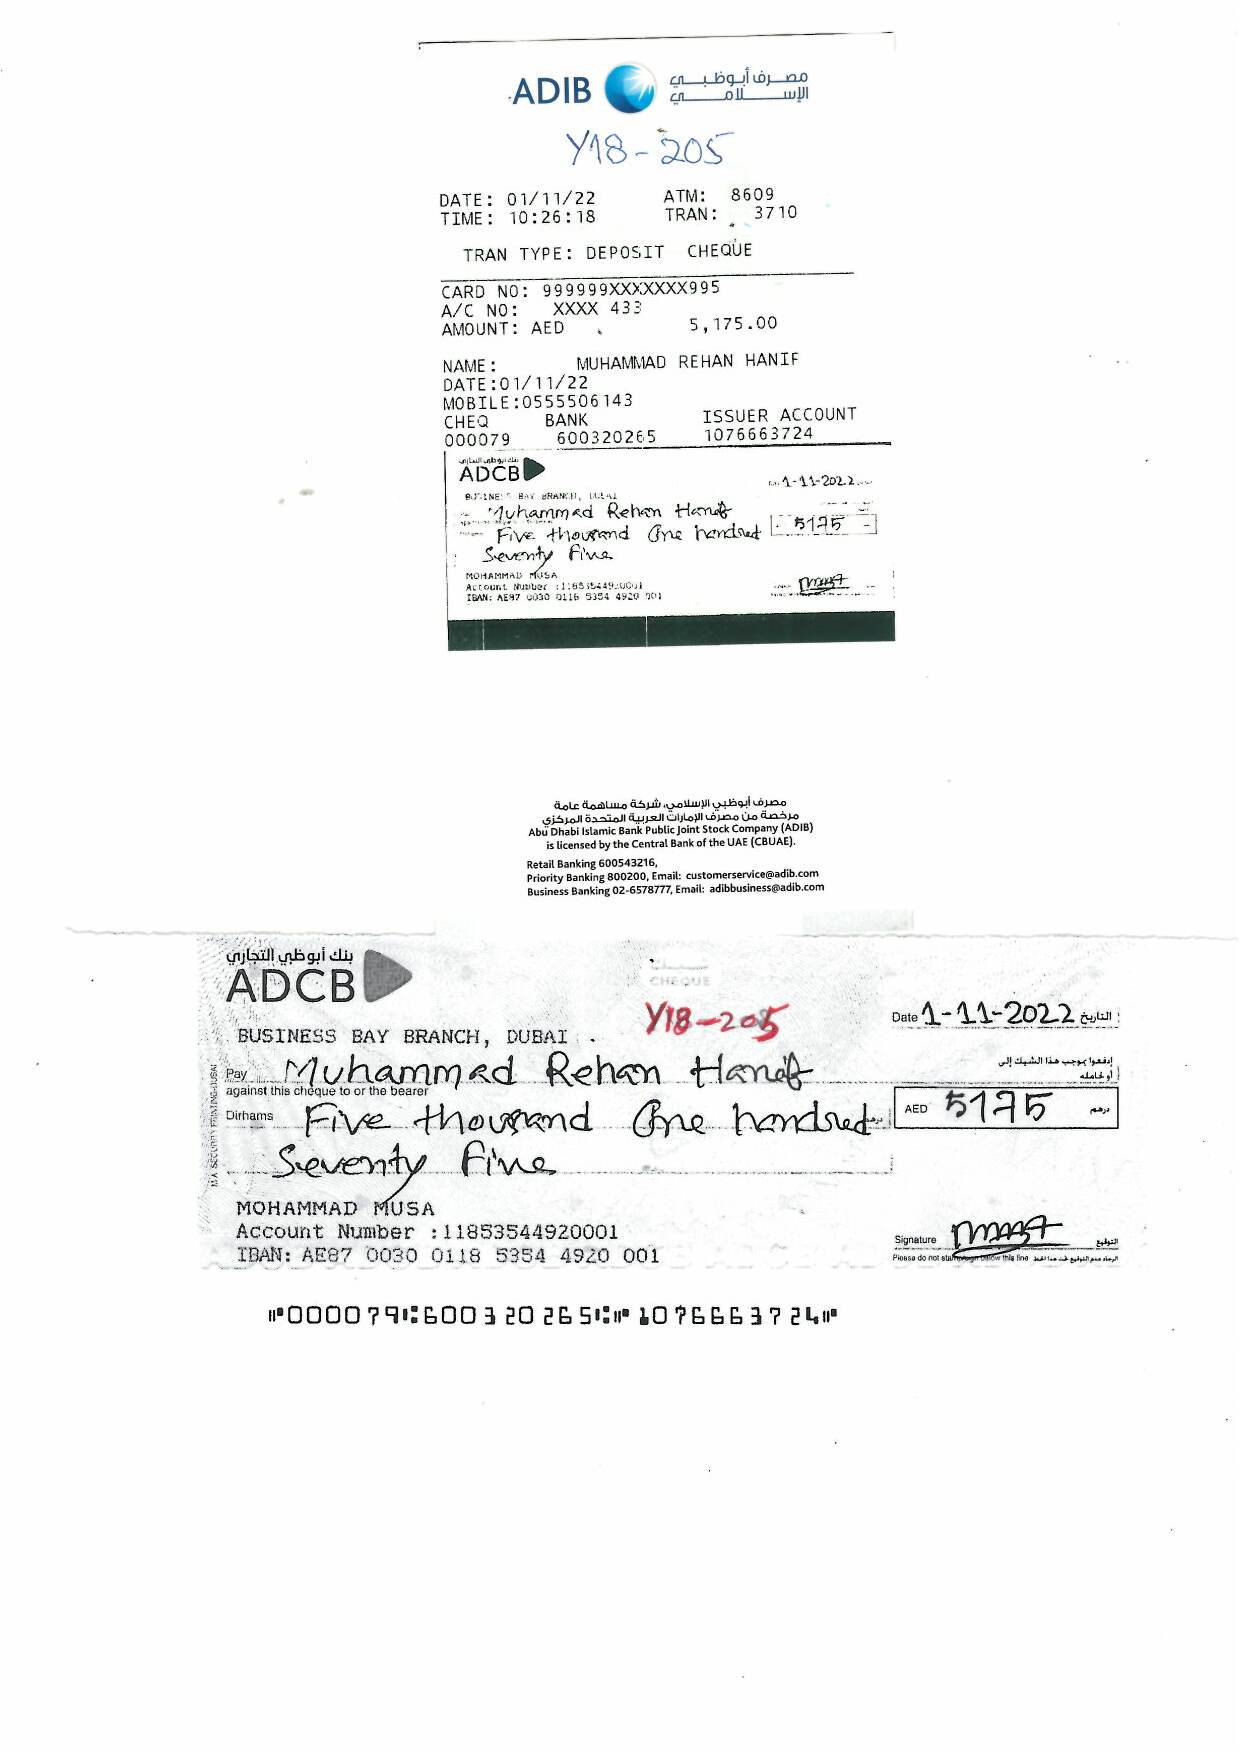 ADIB مصرف أبوظبي
الإسلامي
Y18-205
DATE: 01/11/22 ATM: 8609
TIME: 10:26:18 TRAN: 3710
TRAN TYPE: DEPOSIT CHEQUE
CARD NO: 999999XXXXXXX995
A/C NO: XXXX 433
AMOUNT: AED 5,175.00
NAME: MUHAMMAD REHAN HANIF
DATE:01/11/22
MOBILE:0555506143
CHEQ BANK ISSUER ACCOUNT
000079 600320265 1076663724
بنك أبوظبي التجاري
ADCB
1-11-2022
BUSINESS BAY BRANCH, DUBAI
Muhammed Rehan Hanif
Five thousand One hundred 5175
Seventy Five
MOHAMMAD MUSA
Account Number :11853544920001
IBAN: AE87 0030 0118 5354 4920 001
مصرف أبوظبي الإسلامي، شركة مساهمة عامة
مرخصة من مصرف الإمارات العربية المتحدة المركزي
Abu Dhabi Islamic Bank Public Joint Stock Company (ADIB)
is licensed by the Central Bank of the UAE (CBUAE).
Retail Banking 600543216,
Priority Banking 800200, Email: customerservice@adib.com
Business Banking 02-6578777, Email: adibbusiness@adib.com
بنك أبوظبي التجاري
ADCB
CHEQUE
Y18-205
Date 1-11-2022 التاريخ
BUSINESS BAY BRANCH, DUBAI
إدفعوا بموجب هذا الشيك إلى
Pay Muhammed Rehan Hanif أو لحامله
against this cheque to or the bearer
Dirhams Five thousand One hundred درهم AED 5175 درهم
Seventy Five
MOHAMMAD MUSA
Account Number :11853544920001
IBAN: AE87 0030 0118 5354 4920 001
Signature التوقيع
Please do not stamp/sign below this line الرجاء عدم التوقيع تحت هذا الخط
⑈000079⑆600320265⑆⑈1076663724⑈